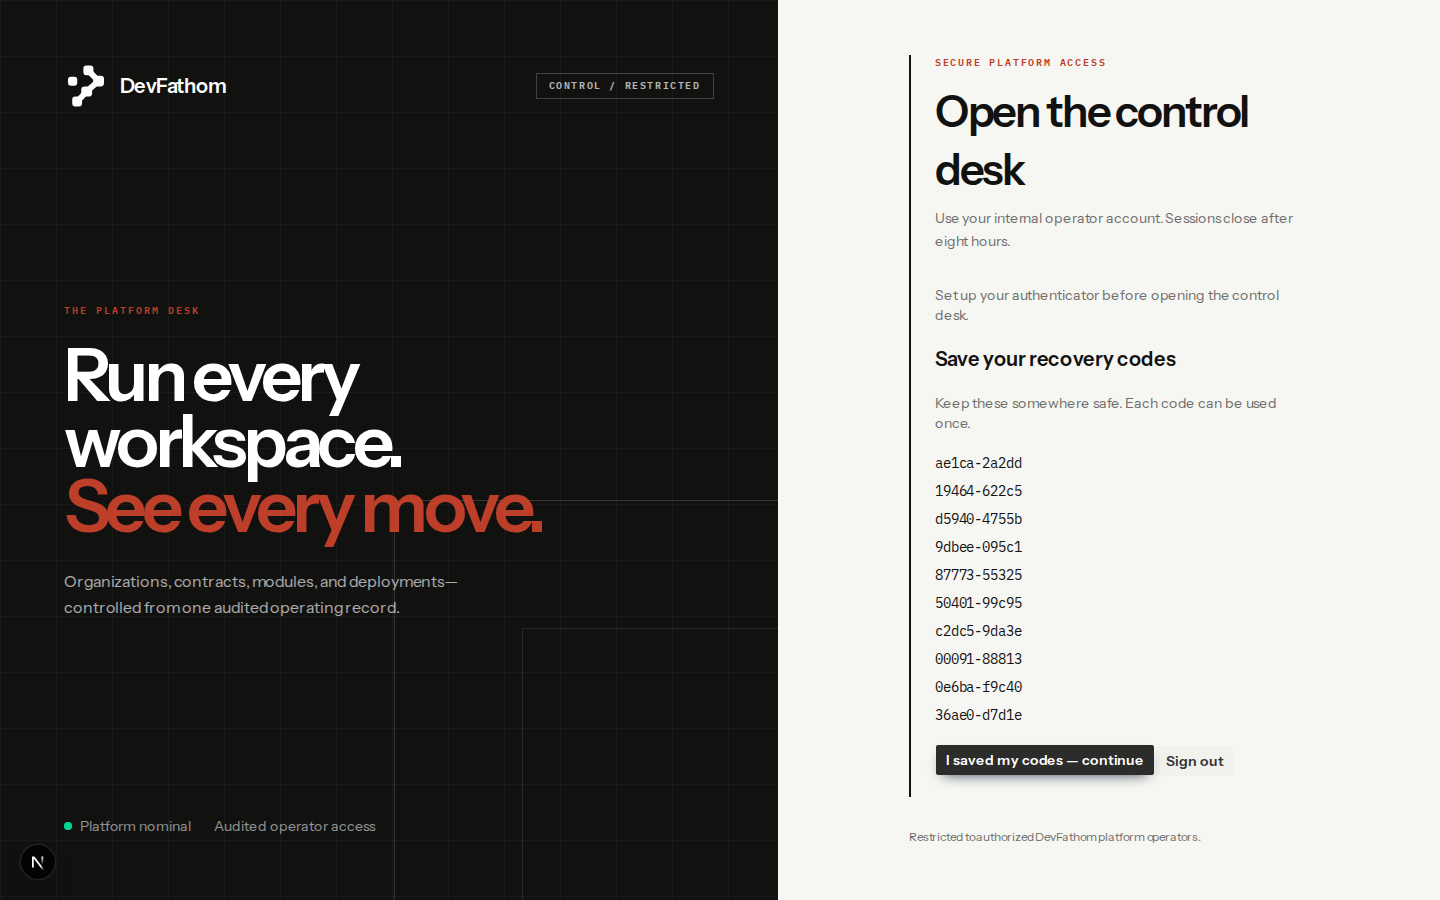 DevFathom
CONTROL / RESTRICTED
THE PLATFORM DESK
Run every
workspace.
See every move.
Organizations, contracts, modules, and deployments—
controlled from one audited operating record.
Platform nominal
Audited operator access
N
SECURE PLATFORM ACCESS
Open the control
desk
Use your internal operator account. Sessions close after
eight hours.
Set up your authenticator before opening the control
desk.
Save your recovery codes
Keep these somewhere safe. Each code can be used
once.
ae1ca-2a2dd
19464-622c5
d5940-4755b
9dbee-095c1
87773-55325
50401-99c95
c2dc5-9da3e
00091-88813
0e6ba-f9c40
36ae0-d7d1e
I saved my codes — continue
Sign out
Restricted to authorized DevFathom platform operators.